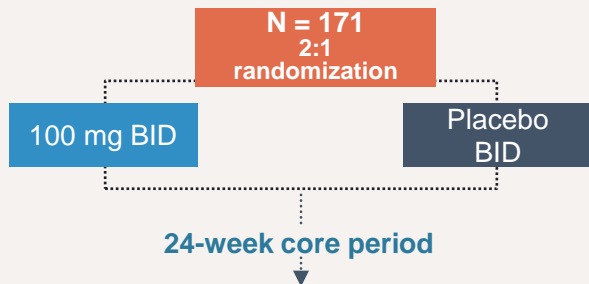 N = 171
2:1
randomization
100 mg BID
Placebo
BID
24-week core period